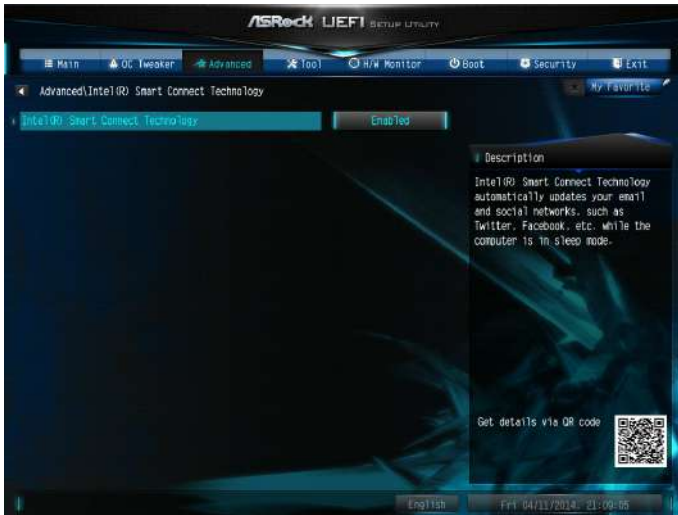 ASRock UEFI SETUP UTILITY
Main OC Tweaker Advanced Tool H/W Monitor Boot Security Exit
Advanced\Intel(R) Smart Connect Technology
My Favorite
Intel(R) Smart Connect Technology Enabled
Description
Intel(R) Smart Connect Technology
automatically updates your email
and social networks, such as
Twitter, Facebook, etc. while the
computer is in sleep mode.
Get details via QR code
English Fri 04/11/2014, 21:09:05